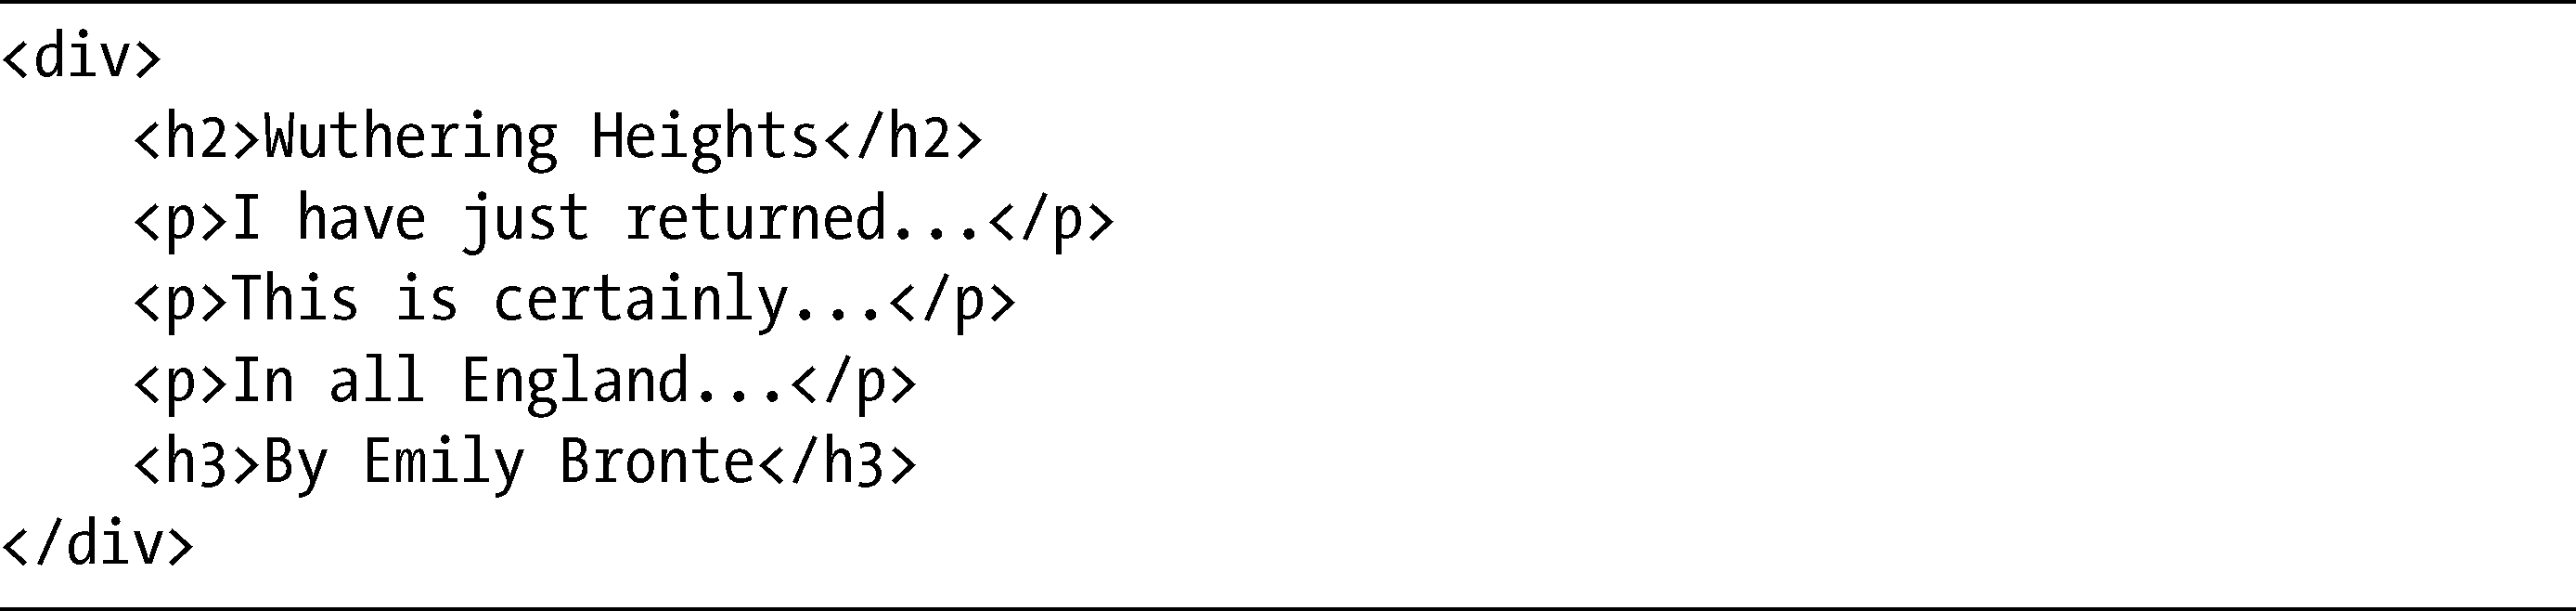 <div>
    <h2>Wuthering Heights</h2>
    <p>I have just returned...</p>
    <p>This is certainly...</p>
    <p>In all England...</p>
    <h3>By Emily Bronte</h3>
</div>